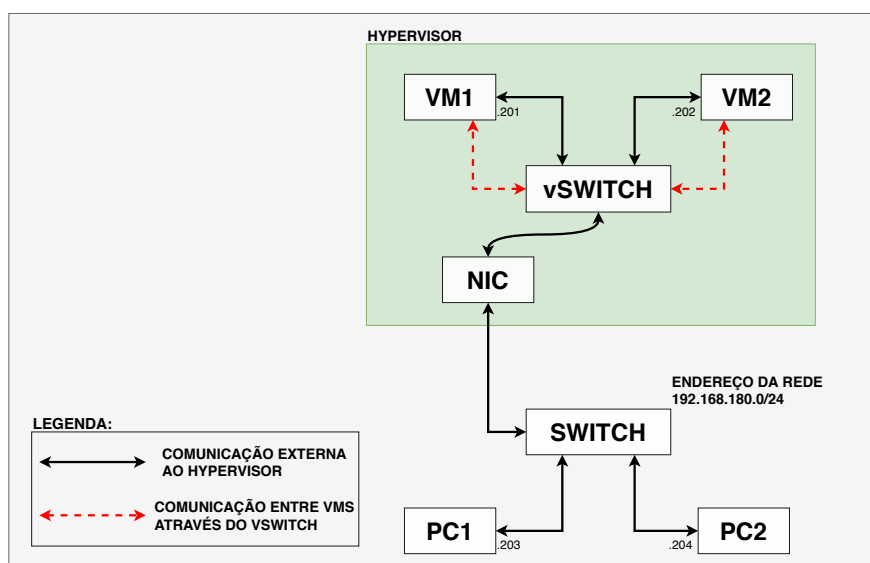 HYPERVISOR
VM1
VM2
.201
.202
vSWITCH
NIC
ENDEREÇO DA REDE
192.168.180.0/24
LEGENDA:
SWITCH
COMUNICAÇÃO EXTERNA
AO HYPERVISOR
COMUNICAÇÃO ENTRE VMS
ATRAVÉS DO VSWITCH
PC1
PC2
.203
.204